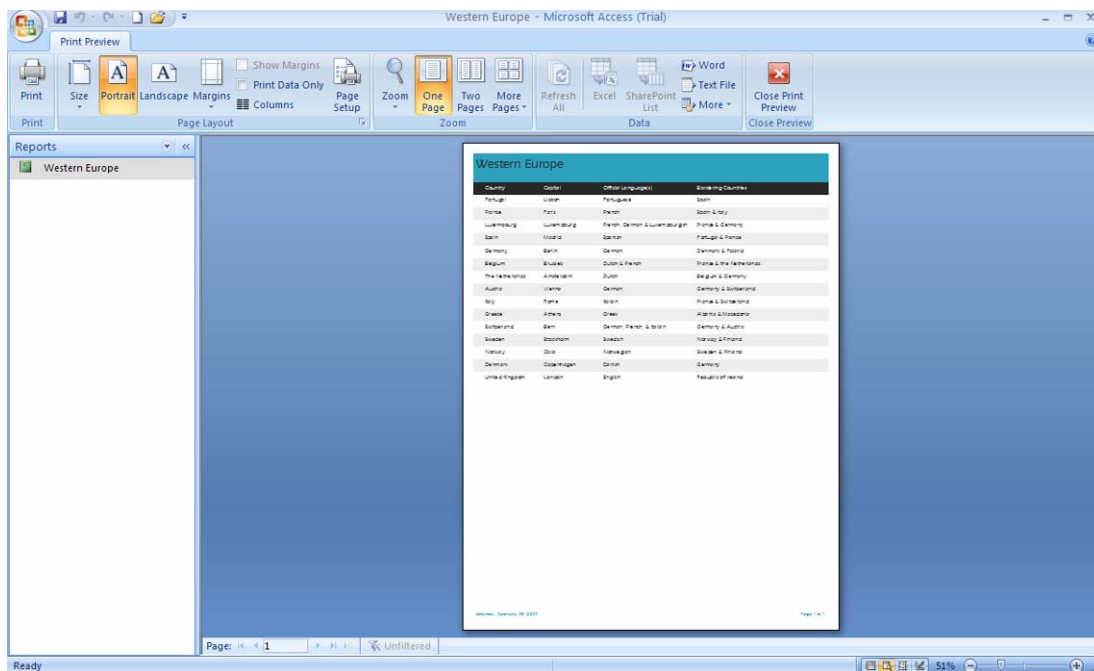 Western Europe - Microsoft Access (Trial)
Print Preview
Print
Size
Portrait
Landscape
Margins
Show Margins
Print Data Only
Columns
Page Setup
Zoom
One Page
Two Pages
More Pages
Refresh All
Excel
SharePoint List
Word
Text File
More
Close Print Preview
Print
Page Layout
Zoom
Data
Close Preview
Reports
Western Europe
Western Europe
Country Capital Official Language(s) Bordering Countries
Portugal Lisbon Portuguese Spain
France Paris French Spain & Italy
Luxembourg Luxembourg French, German & Luxembourgish France & Germany
Spain Madrid Spanish Portugal & France
Germany Berlin German Denmark & Poland
Belgium Brussels Dutch & French France & the Netherlands
The Netherlands Amsterdam Dutch Belgium & Germany
Austria Vienna German Germany & Switzerland
Italy Rome Italian France & Switzerland
Greece Athens Greek Albania & Macedonia
Switzerland Bern German, French, & Italian Germany & Austria
Sweden Stockholm Swedish Norway & Finland
Norway Oslo Norwegian Sweden & Finland
Denmark Copenhagen Danish Germany
United Kingdom London English Republic of Ireland
Page 1 of 1
Page: 1
Unfiltered
Ready
51%